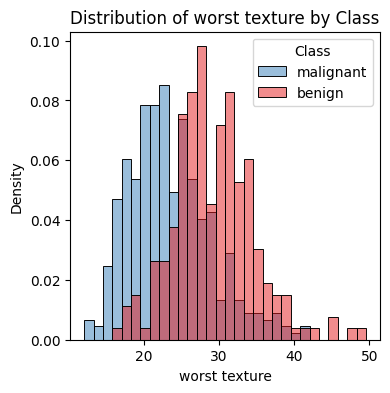 Distribution of worst texture by Class
Class
malignant
benign
Density
0.10
0.08
0.06
0.04
0.02
0.00
20
30
40
50
worst texture